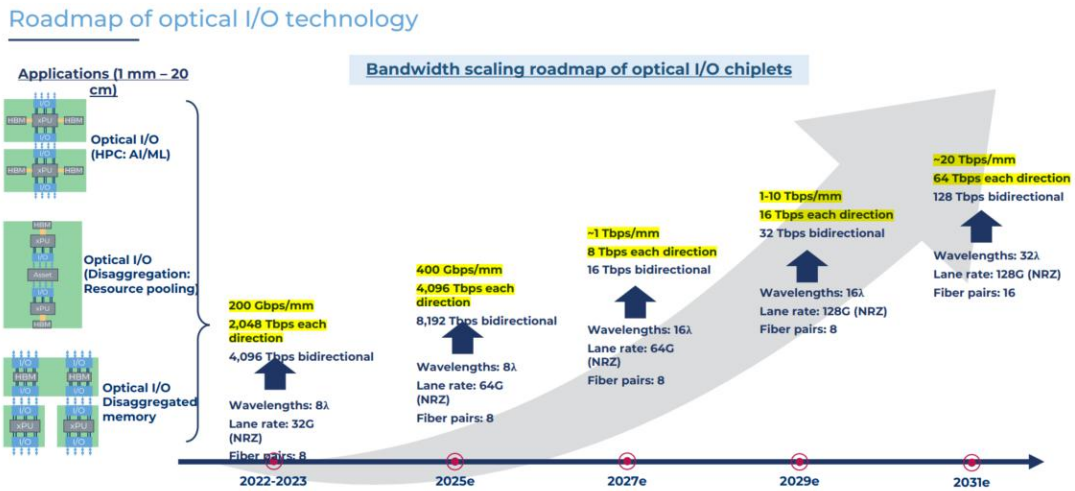 Roadmap of optical I/O technology
Applications (1 mm – 20
cm)
Bandwidth scaling roadmap of optical I/O chiplets
I/O
HBM
xPU
HBM
I/O
I/O
HBM
xPU
HBM
I/O
Optical I/O
(HPC: AI/ML)
HBM
xPU
Asset
xPU
HBM
Optical I/O
(Disaggregation:
Resource pooling)
I/O
I/O
HBM
HBM
I/O
I/O
I/O
I/O
xPU
xPU
I/O
I/O
Optical I/O
Disaggregated
memory
200 Gbps/mm
2,048 Tbps each
direction
4,096 Tbps bidirectional
Wavelengths: 8λ
Lane rate: 32G
(NRZ)
Fiber pairs: 8
400 Gbps/mm
4,096 Tbps each
direction
8,192 Tbps bidirectional
Wavelengths: 8λ
Lane rate: 64G
(NRZ)
Fiber pairs: 8
~1 Tbps/mm
8 Tbps each direction
16 Tbps bidirectional
Wavelengths: 16λ
Lane rate: 64G
(NRZ)
Fiber pairs: 8
1-10 Tbps/mm
16 Tbps each direction
32 Tbps bidirectional
Wavelengths: 16λ
Lane rate: 128G (NRZ)
Fiber pairs: 8
~20 Tbps/mm
64 Tbps each direction
128 Tbps bidirectional
Wavelengths: 32λ
Lane rate: 128G (NRZ)
Fiber pairs: 16
2022-2023
2025e
2027e
2029e
2031e